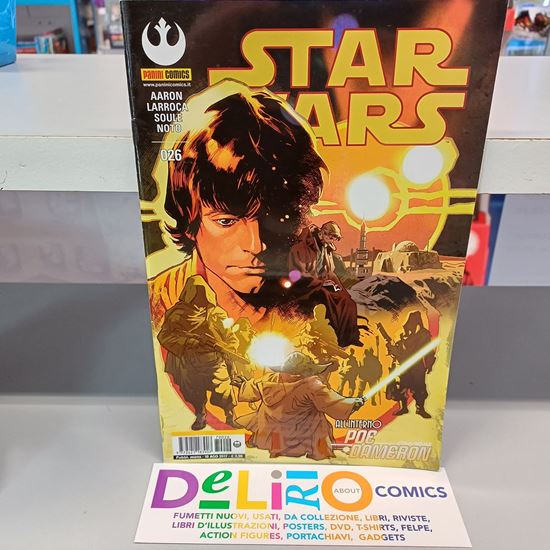 STAR WARS
PANINI COMICS
www.paninicomics.it
AARON
LARROCA
SOULE
NOTO
026
ALL'INTERNO
POE
DAMERON
DeLiRiO ABOUT COMICS
FUMETTI NUOVI, USATI, DA COLLEZIONE, LIBRI, RIVISTE,
LIBRI D'ILLUSTRAZIONI, POSTERS, DVD, T-SHIRTS, FELPE,
ACTION FIGURES, PORTACHIAVI, GADGETS